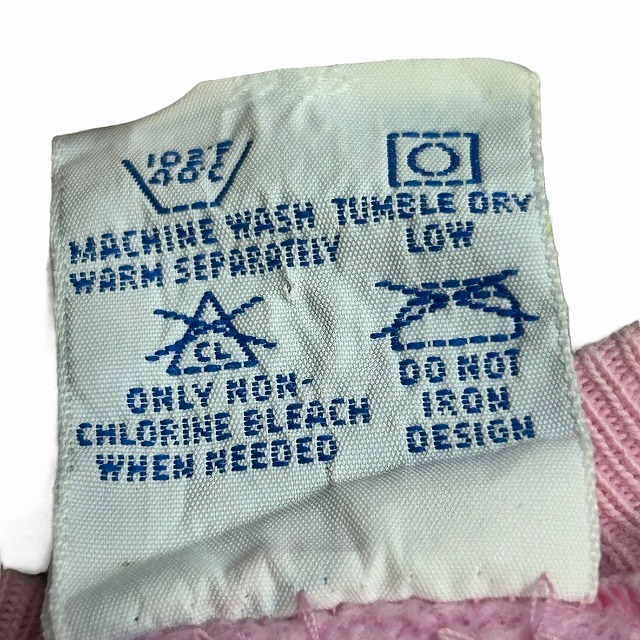 103°F
40°C
MACHINE WASH
WARM SEPARATELY
TUMBLE DRY
LOW
CL
ONLY NON-
CHLORINE BLEACH
WHEN NEEDED
DO NOT
IRON
DESIGN